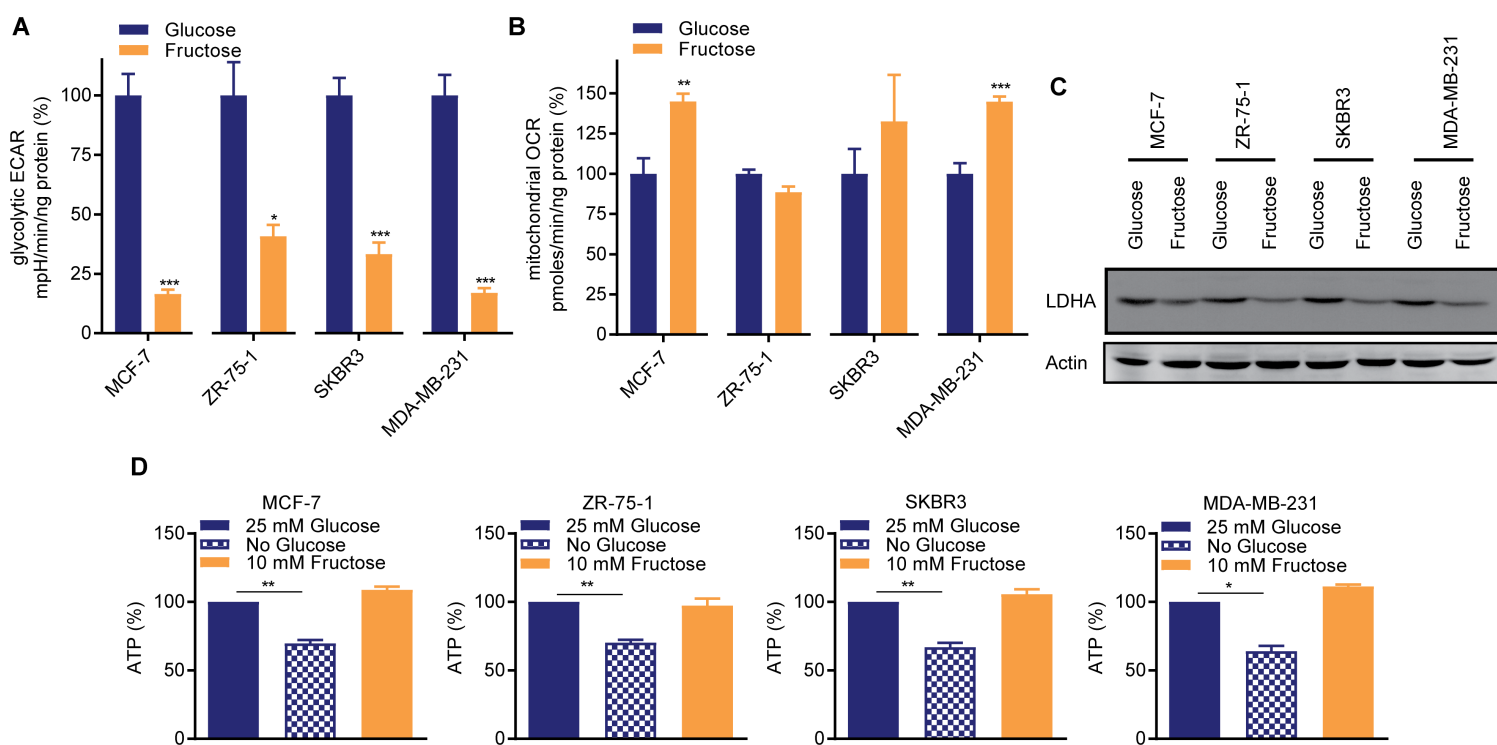 A
Glucose
Fructose
glycolytic ECAR
mpH/min/ng protein (%)
100
75
50
25
0
***
*
***
***
MCF-7
ZR-75-1
SKBR3
MDA-MB-231
B
Glucose
Fructose
mitochondrial OCR
pmoles/min/ng protein (%)
150
125
100
75
50
25
0
**
***
MCF-7
ZR-75-1
SKBR3
MDA-MB-231
C
MCF-7
ZR-75-1
SKBR3
MDA-MB-231
Glucose
Fructose
Glucose
Fructose
Glucose
Fructose
Glucose
Fructose
LDHA
Actin
D
MCF-7
25 mM Glucose
No Glucose
10 mM Fructose
ATP (%)
150
100
50
0
**
ZR-75-1
25 mM Glucose
No Glucose
10 mM Fructose
ATP (%)
150
100
50
0
**
SKBR3
25 mM Glucose
No Glucose
10 mM Fructose
ATP (%)
150
100
50
0
**
MDA-MB-231
25 mM Glucose
No Glucose
10 mM Fructose
ATP (%)
150
100
50
0
*